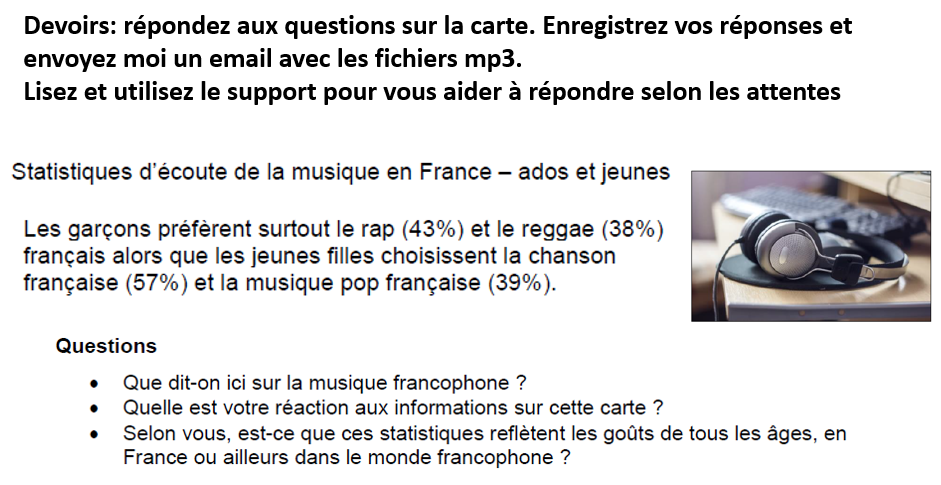 Devoirs: répondez aux questions sur la carte. Enregistrez vos réponses et
envoyez moi un email avec les fichiers mp3.
Lisez et utilisez le support pour vous aider à répondre selon les attentes
Statistiques d'écoute de la musique en France – ados et jeunes
Les garçons préfèrent surtout le rap (43%) et le reggae (38%)
français alors que les jeunes filles choisissent la chanson
française (57%) et la musique pop française (39%).
Questions
• Que dit-on ici sur la musique francophone ?
• Quelle est votre réaction aux informations sur cette carte ?
• Selon vous, est-ce que ces statistiques reflètent les goûts de tous les âges, en
France ou ailleurs dans le monde francophone ?